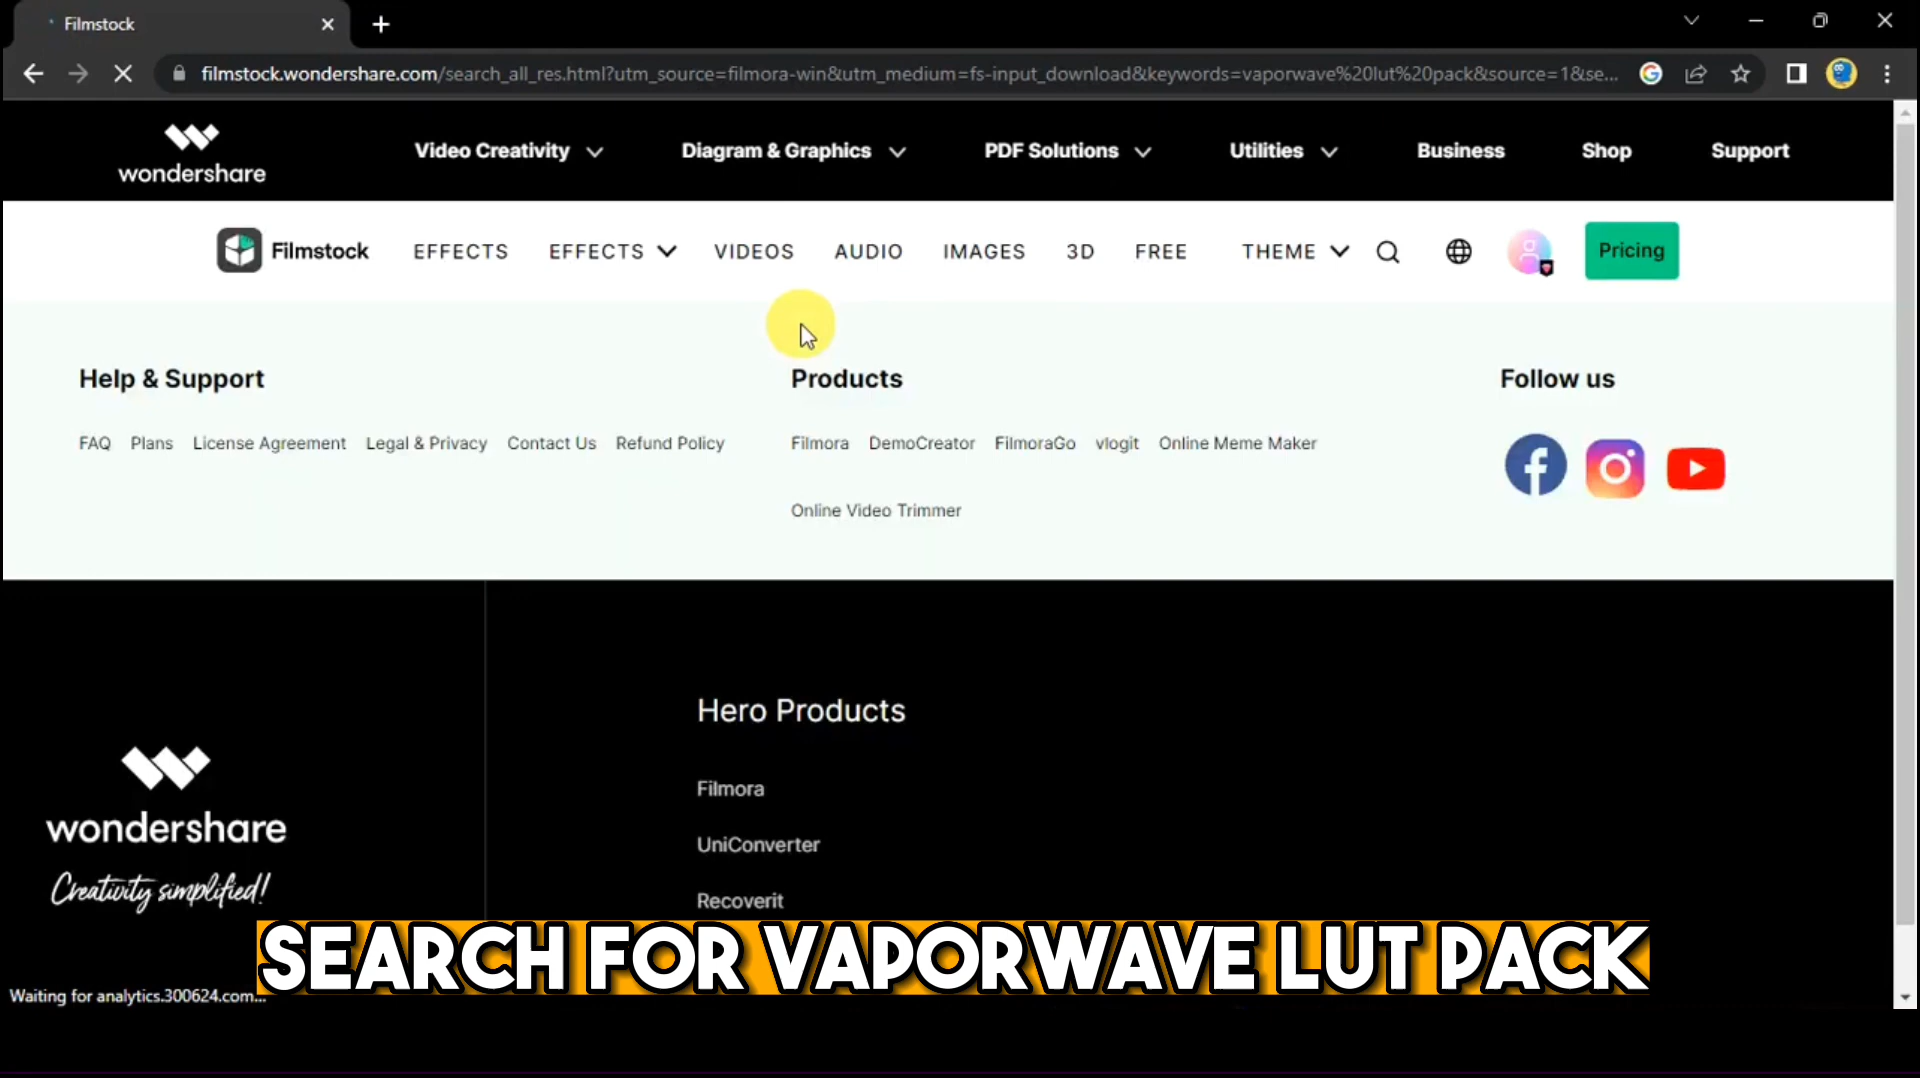 Filmstock
filmstock.wondershare.com/search_all_res.html?utm_source=filmora-win&utm_medium=fs-input_download&keywords=vaporwave%20lut%20pack&source=1&se...
wondershare
Video Creativity
Diagram & Graphics
PDF Solutions
Utilities
Business
Shop
Support
Filmstock
EFFECTS
EFFECTS
VIDEOS
AUDIO
IMAGES
3D
FREE
THEME
Pricing
Help & Support
FAQ Plans License Agreement Legal & Privacy Contact Us Refund Policy
Products
Filmora DemoCreator FilmoraGo vlogit Online Meme Maker
Online Video Trimmer
Follow us
wondershare
Creativity simplified!
Hero Products
Filmora
UniConverter
Recoverit
SEARCH FOR VAPORWAVE LUT PACK
Waiting for analytics.300624.com...